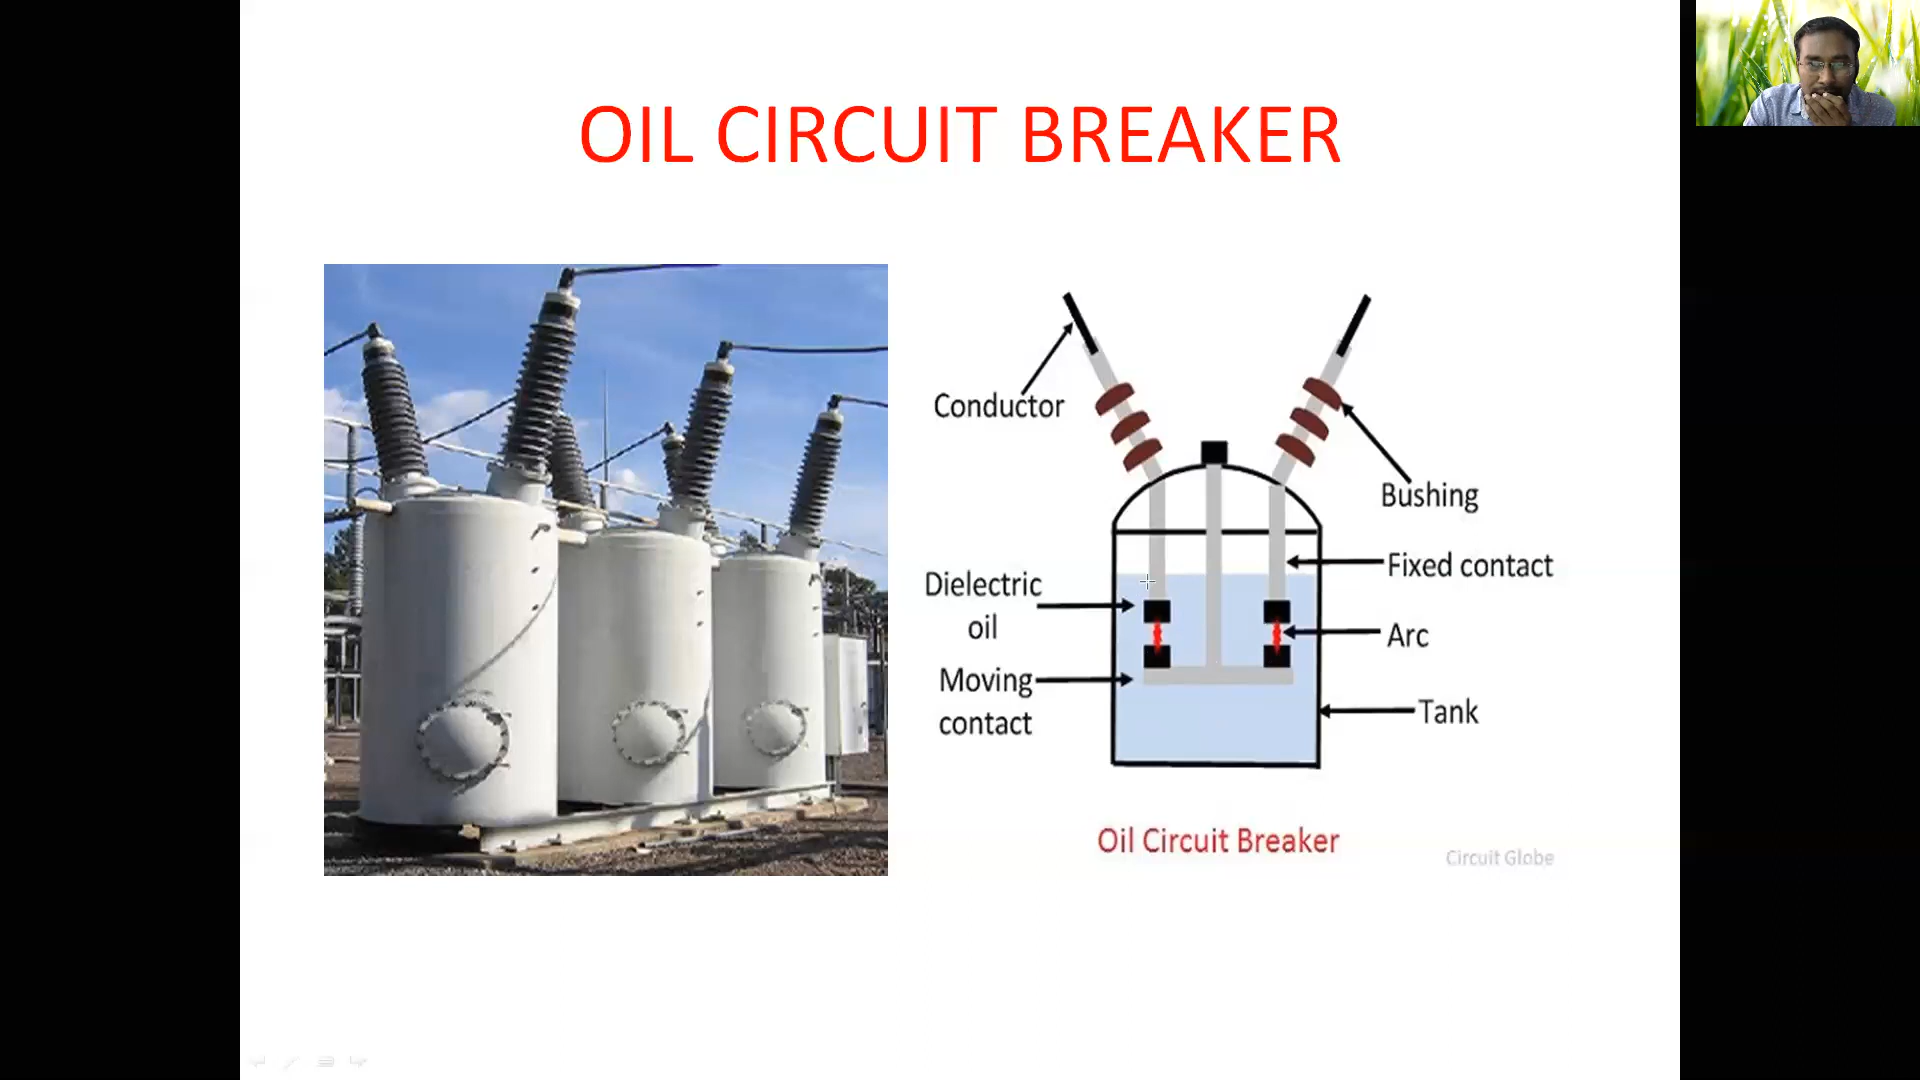 OIL CIRCUIT BREAKER
Conductor
Bushing
Fixed contact
Dielectric
oil
Arc
Moving
contact
Tank
Oil Circuit Breaker
Circuit Globe